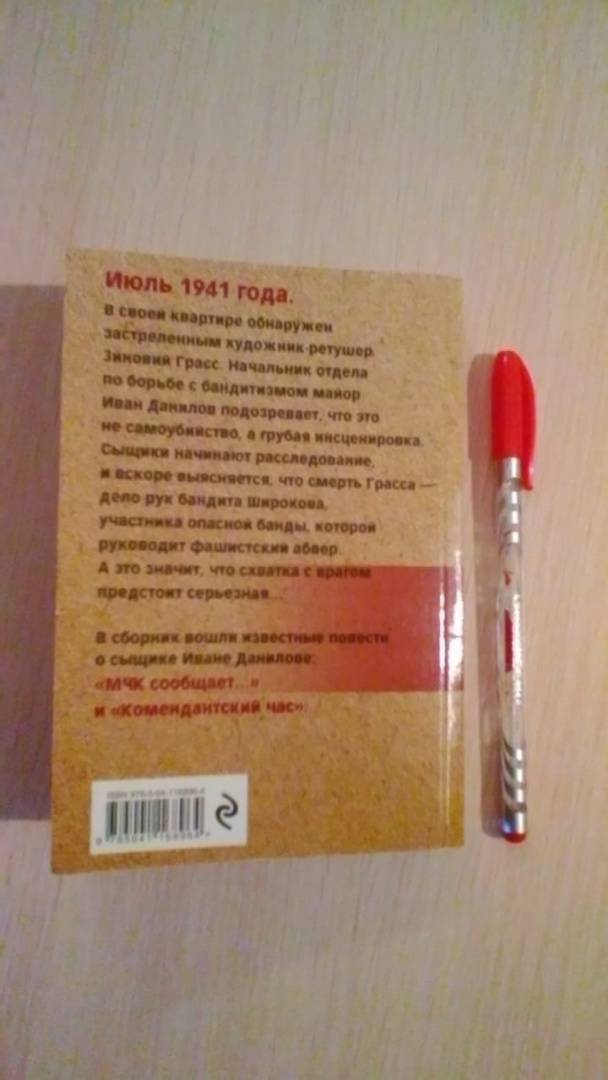 Июль 1941 года.
В своей квартире обнаружен
застреленным художник-ретушер
Зиновий Грасс. Начальник отдела
по борьбе с бандитизмом майор
Иван Данилов подозревает, что это
не самоубийство, а грубая инсценировка.
Сыщики начинают расследование,
и вскоре выясняется, что смерть Грасса —
дело рук бандита Широкова,
участника опасной банды, которой
руководит фашистский абвер.
А это значит, что схватка с врагом
предстоит серьезная...
В сборник вошли известные повести
о сыщике Иване Данилове:
«МЧК сообщает...»
и «Комендантский час».
ISBN